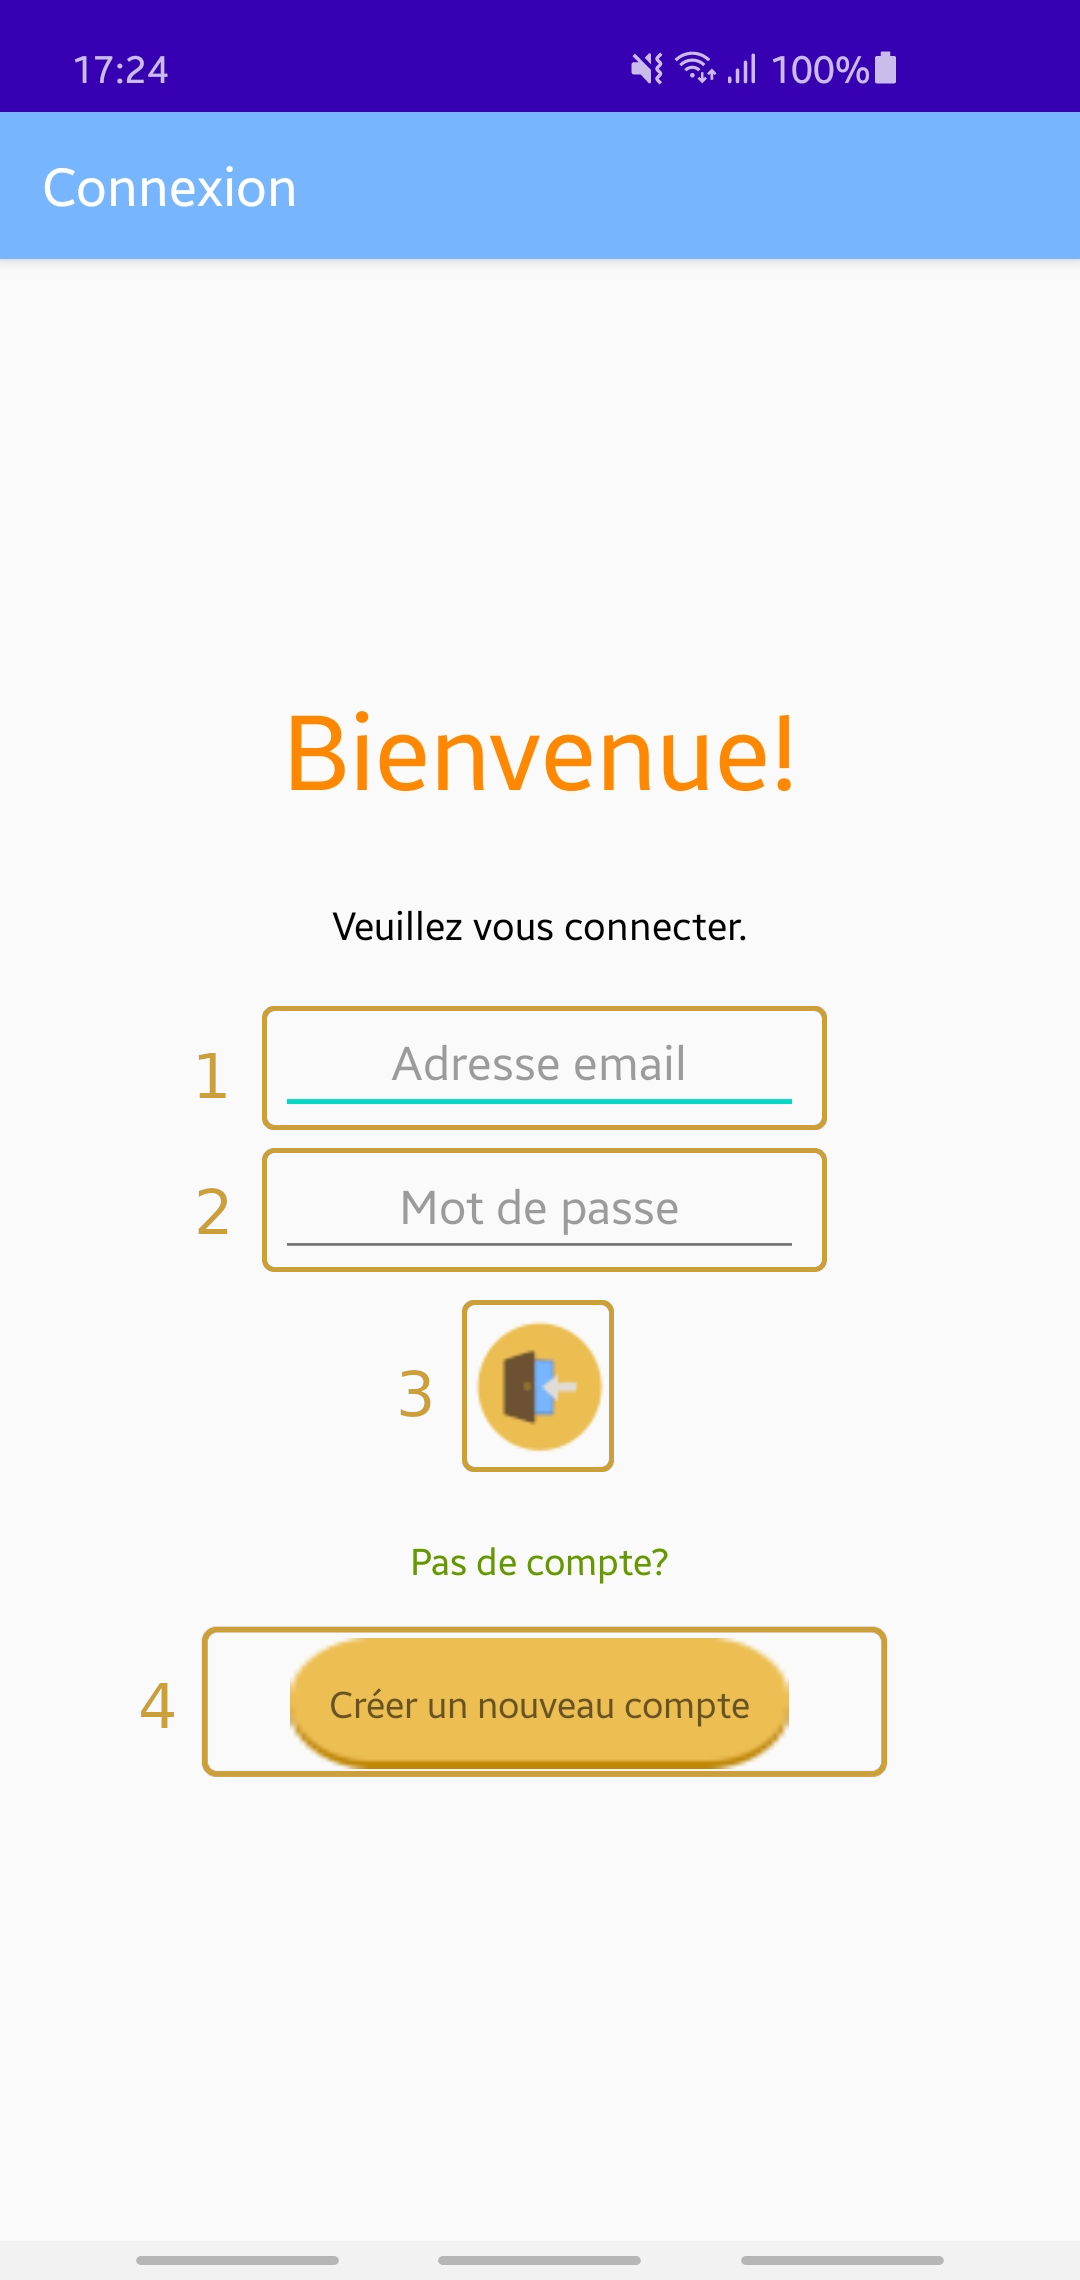 17:24 100%
Connexion
Bienvenue!
Veuillez vous connecter.
1 Adresse email
2 Mot de passe
3
Pas de compte?
4 Créer un nouveau compte